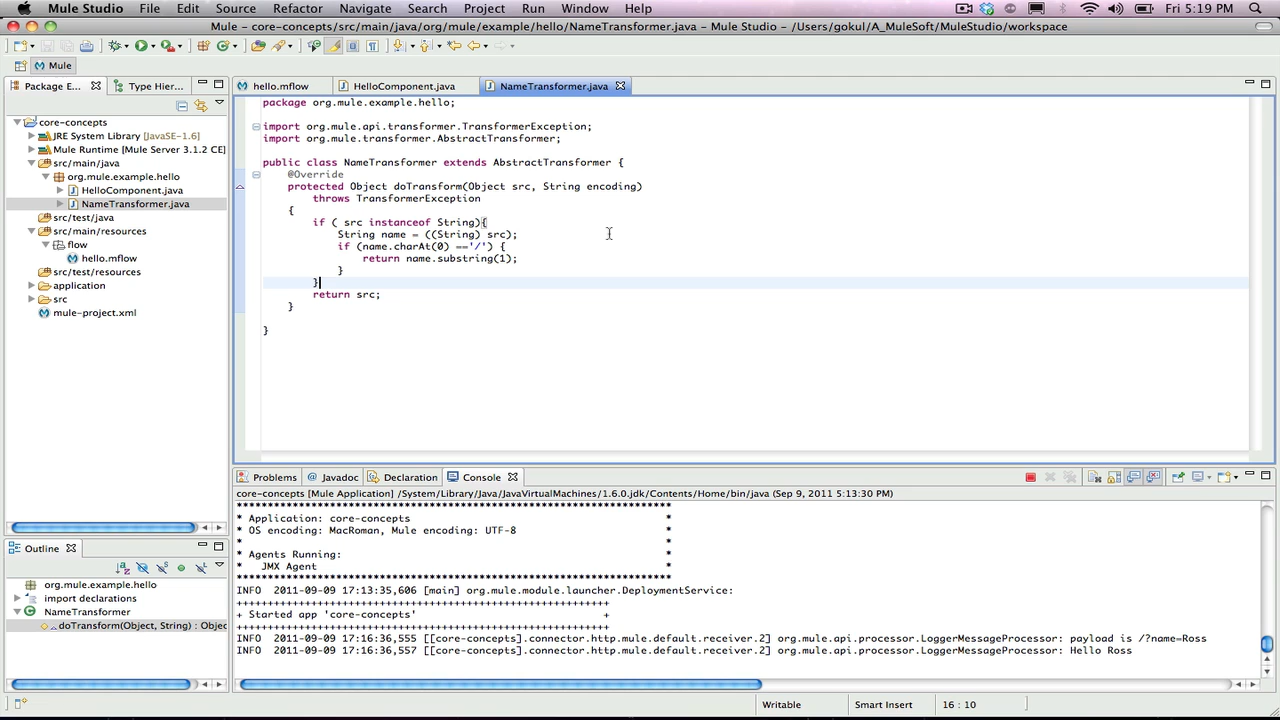 Mule Studio File Edit Source Refactor Navigate Search Project Run Window Help Fri 5:19 PM
Mule - core-concepts/src/main/java/org/mule/example/hello/NameTransformer.java - Mule Studio - /Users/gokul/A_MuleSoft/MuleStudio/workspace
Mule
Package E... Type Hier...
core-concepts
JRE System Library [JavaSE-1.6]
Mule Runtime [Mule Server 3.1.2 CE]
src/main/java
org.mule.example.hello
HelloComponent.java
NameTransformer.java
src/test/java
src/main/resources
flow
hello.mflow
src/test/resources
application
src
mule-project.xml
hello.mflow HelloComponent.java NameTransformer.java
package org.mule.example.hello;
import org.mule.api.transformer.TransformerException;
import org.mule.transformer.AbstractTransformer;
public class NameTransformer extends AbstractTransformer {
@Override
protected Object doTransform(Object src, String encoding)
throws TransformerException
{
if ( src instanceof String){
String name = ((String) src);
if (name.charAt(0) =='/') {
return name.substring(1);
}
}
return src;
}
}
Outline
org.mule.example.hello
import declarations
NameTransformer
doTransform(Object, String) : Objec
Problems @ Javadoc Declaration Console
core-concepts [Mule Application] /System/Library/Java/JavaVirtualMachines/1.6.0.jdk/Contents/Home/bin/java (Sep 9, 2011 5:13:30 PM)
**********************************************************************
* Application: core-concepts *
* OS encoding: MacRoman, Mule encoding: UTF-8 *
* *
* Agents Running: *
* JMX Agent *
**********************************************************************
INFO 2011-09-09 17:13:35,606 [main] org.mule.module.launcher.DeploymentService:
++++++++++++++++++++++++++++++++++++++++++++++++++++++++++++
+ Started app 'core-concepts' +
++++++++++++++++++++++++++++++++++++++++++++++++++++++++++++
INFO 2011-09-09 17:16:36,555 [[core-concepts].connector.http.mule.default.receiver.2] org.mule.api.processor.LoggerMessageProcessor: payload is /?name=Ross
INFO 2011-09-09 17:16:36,557 [[core-concepts].connector.http.mule.default.receiver.2] org.mule.api.processor.LoggerMessageProcessor: Hello Ross
Writable Smart Insert 16 : 10